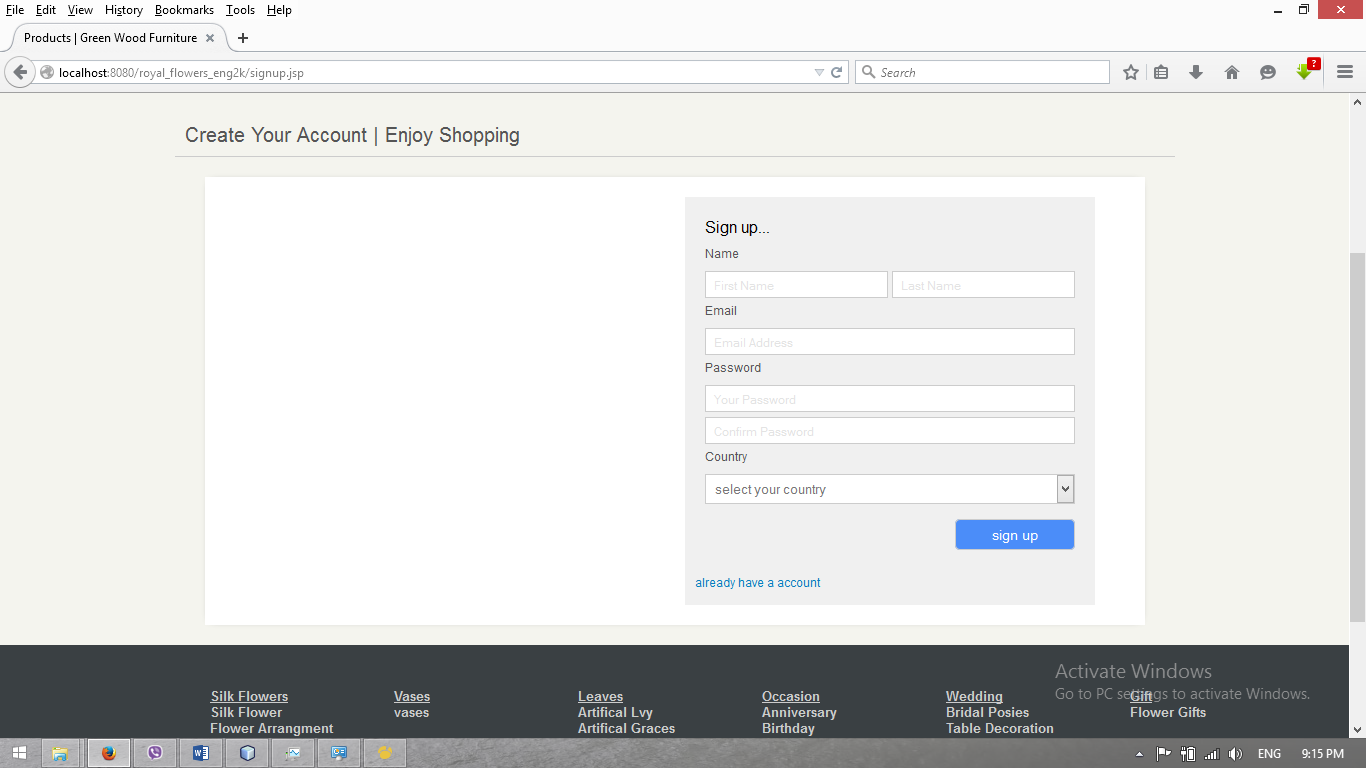 File Edit View History Bookmarks Tools Help
Products | Green Wood Furniture
localhost:8080/royal_flowers_eng2k/signup.jsp
Search
?
Create Your Account | Enjoy Shopping
Sign up...
Name
First Name Last Name
Email
Email Address
Password
Your Password
Confirm Password
Country
select your country
sign up
already have a account
Activate Windows
Go to PC settings to activate Windows.
Silk Flowers Vases Leaves Occasion Wedding Gift
Silk Flower vases Artifical Lvy Anniversary Bridal Posies Flower Gifts
Flower Arrangment Artifical Graces Birthday Table Decoration
ENG 9:15 PM